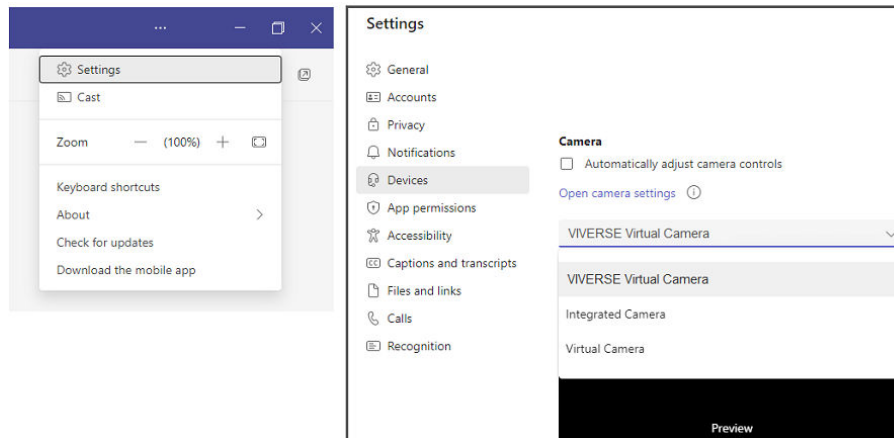 Settings
Cast
Zoom — (100%) +
Keyboard shortcuts
About
Check for updates
Download the mobile app
Settings
General
Accounts
Privacy
Notifications
Devices
App permissions
Accessibility
CC Captions and transcripts
Files and links
Calls
Recognition
Camera
Automatically adjust camera controls
Open camera settings
VIVERSE Virtual Camera
VIVERSE Virtual Camera
Integrated Camera
Virtual Camera
Preview